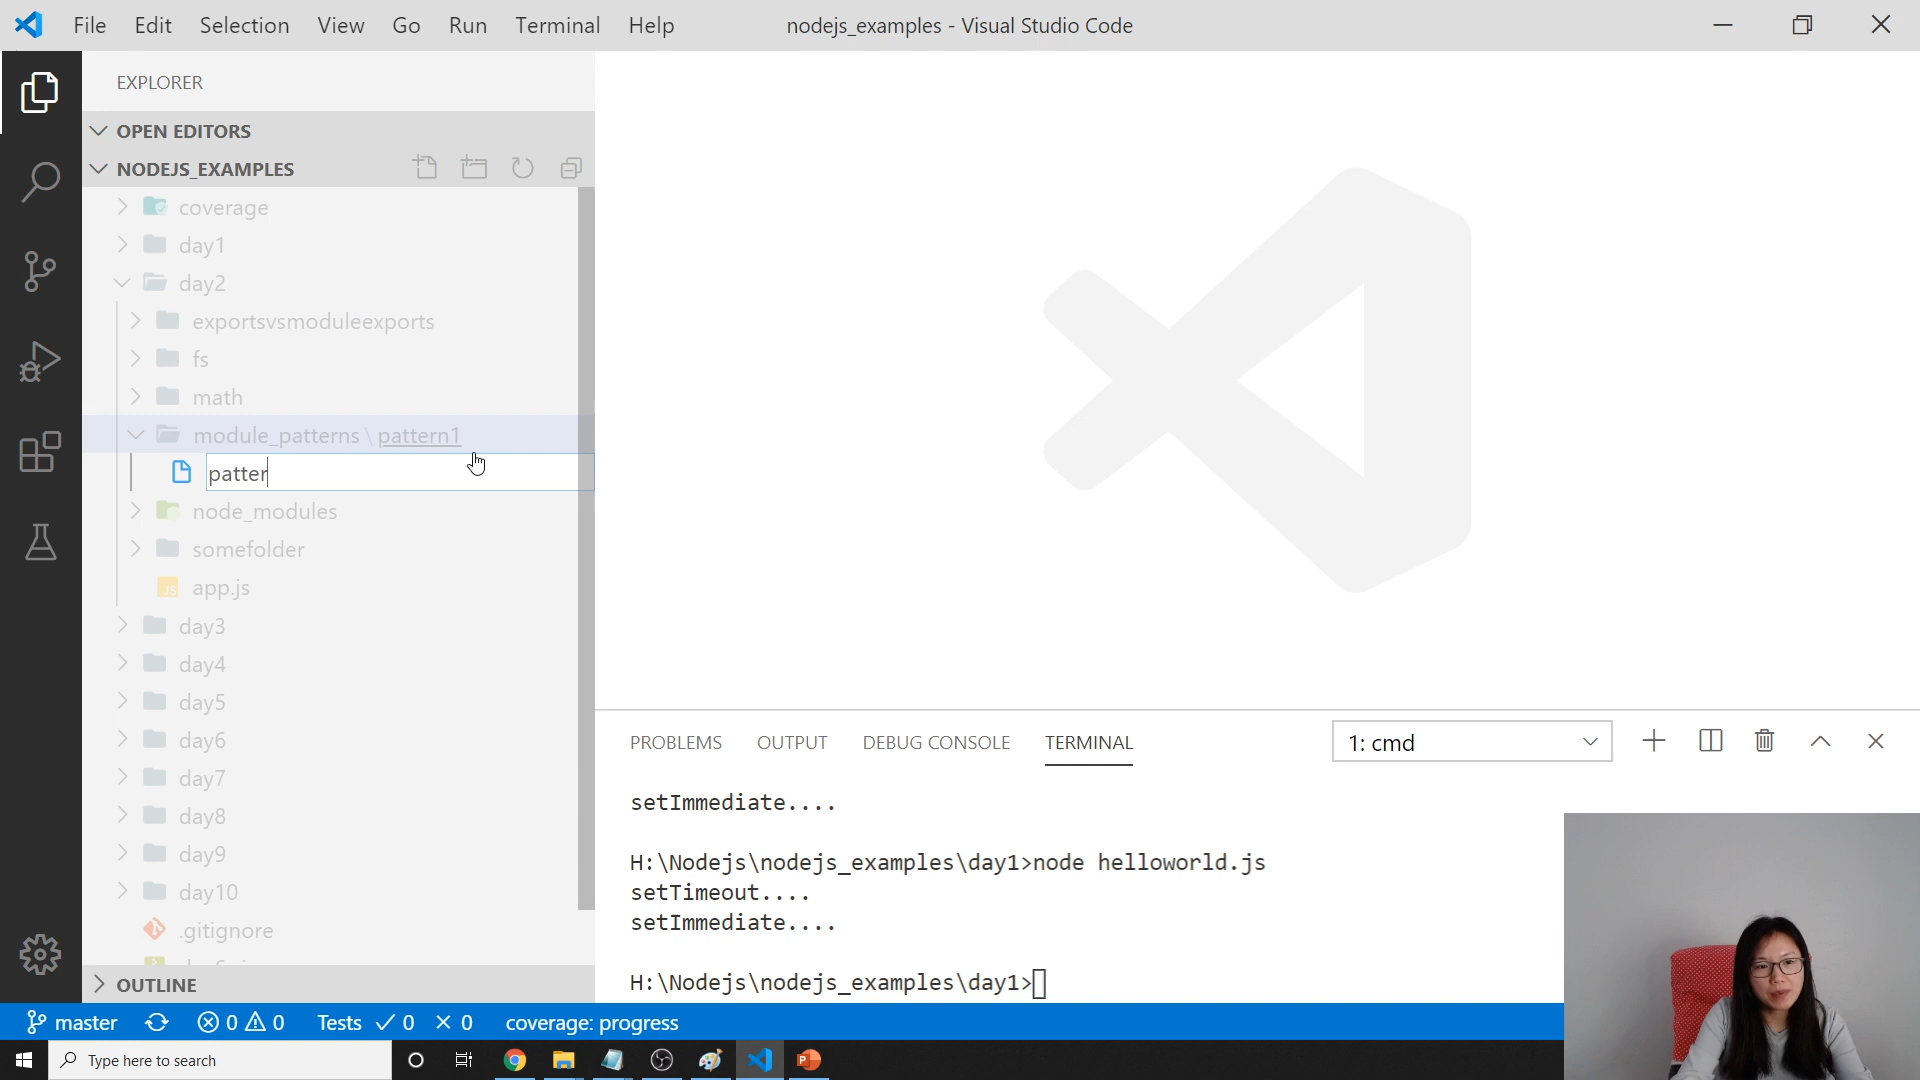 File Edit Selection View Go Run Terminal Help nodejs_examples - Visual Studio Code
EXPLORER
OPEN EDITORS
NODEJS_EXAMPLES
coverage
day1
day2
exportsvsmoduleexports
fs
math
module_patterns \ pattern1
patter
node_modules
somefolder
JS app.js
day3
day4
day5
day6
day7
day8
day9
day10
.gitignore
OUTLINE
PROBLEMS OUTPUT DEBUG CONSOLE TERMINAL 1: cmd
setImmediate....
H:\Nodejs\nodejs_examples\day1>node helloworld.js
setTimeout....
setImmediate....
H:\Nodejs\nodejs_examples\day1>
master 0 0 Tests 0 0 coverage: progress
Type here to search